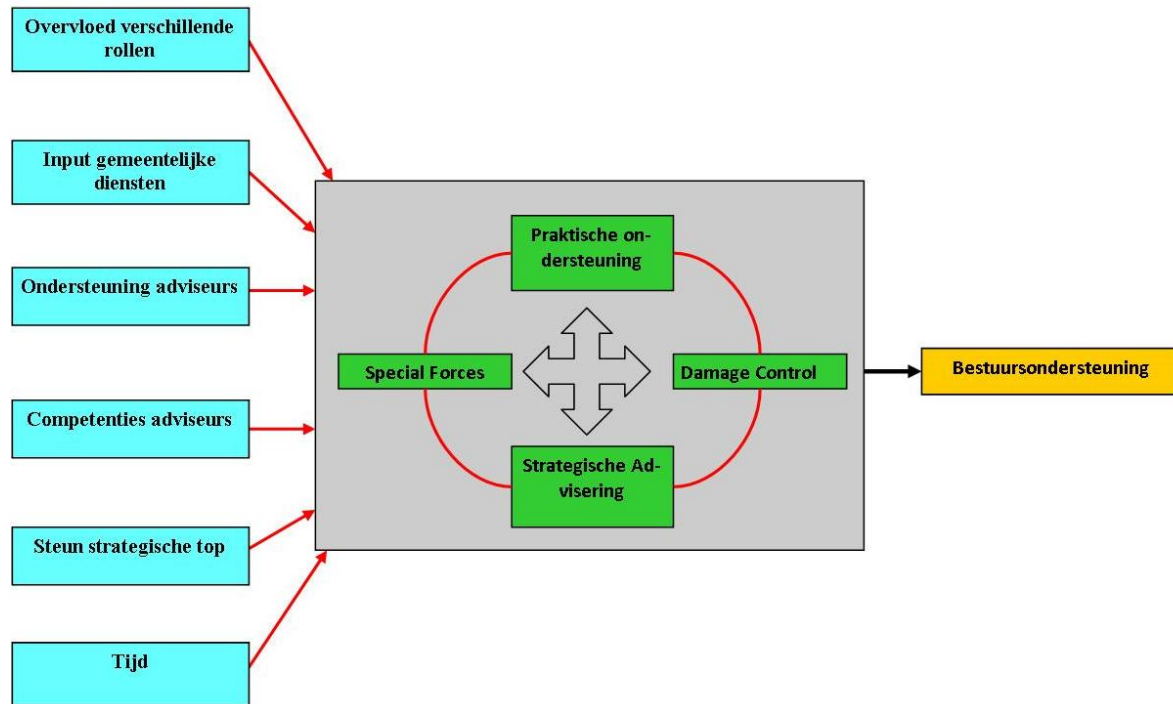 Overvloed verschillende
rollen
Input gemeentelijke
diensten
Ondersteuning adviseurs
Competenties adviseurs
Steun strategische top
Tijd
Praktische on-
dersteuning
Special Forces
Damage Control
Strategische Ad-
visering
Bestuursondersteuning